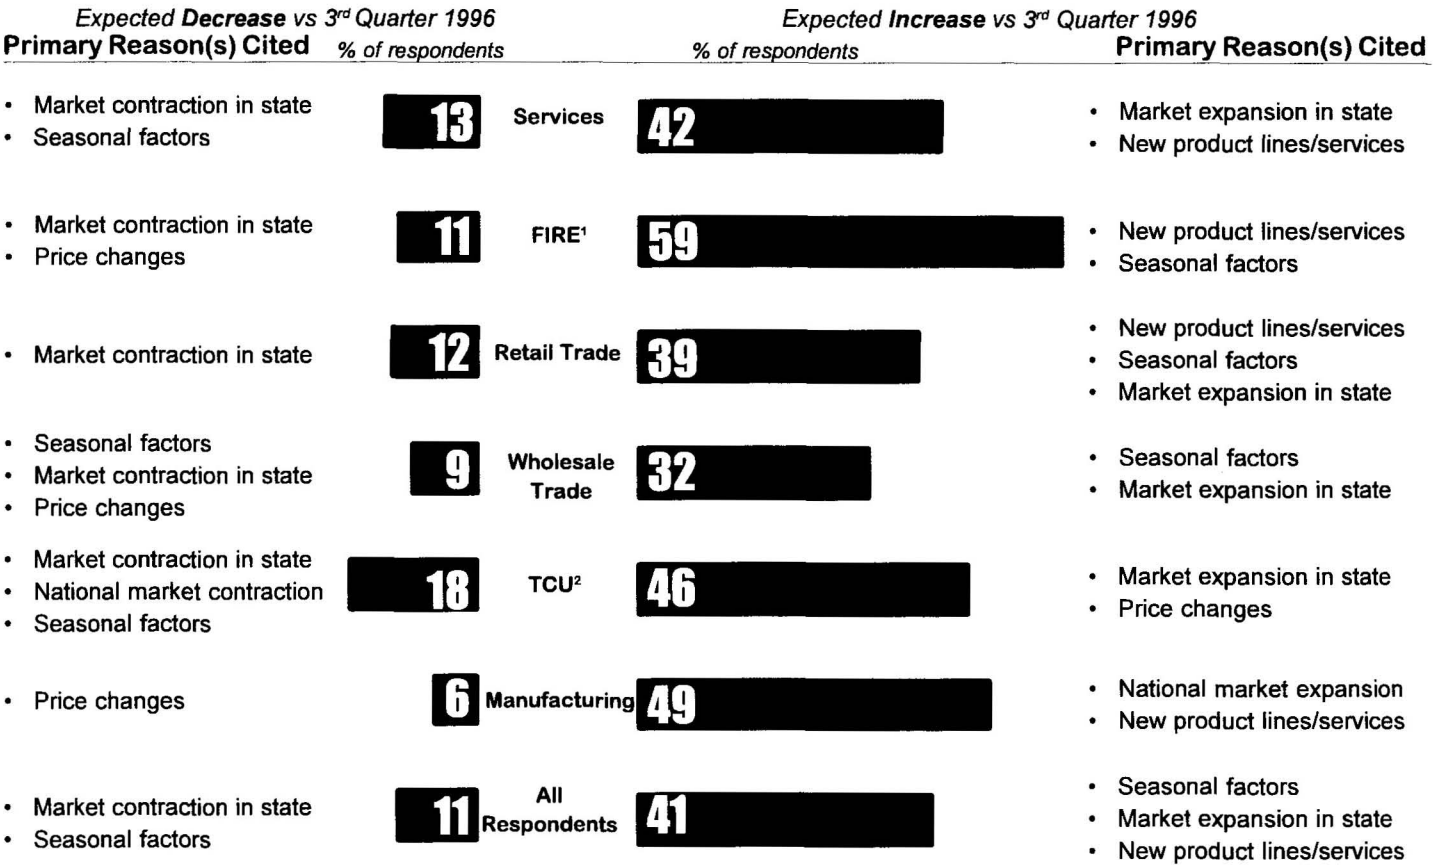 Expected Decrease vs 3rd Quarter 1996 Expected Increase vs 3rd Quarter 1996
Primary Reason(s) Cited % of respondents % of respondents Primary Reason(s) Cited
• Market contraction in state
• Seasonal factors
13 Services 42
• Market expansion in state
• New product lines/services
• Market contraction in state
• Price changes
11 FIRE¹ 59
• New product lines/services
• Seasonal factors
• Market contraction in state
12 Retail Trade 39
• New product lines/services
• Seasonal factors
• Market expansion in state
• Seasonal factors
• Market contraction in state
• Price changes
9 Wholesale 32
Trade
• Seasonal factors
• Market expansion in state
• Market contraction in state
• National market contraction
• Seasonal factors
18 TCU² 46
• Market expansion in state
• Price changes
• Price changes
6 Manufacturing 49
• National market expansion
• New product lines/services
• Market contraction in state
• Seasonal factors
11 All 41
Respondents
• Seasonal factors
• Market expansion in state
• New product lines/services